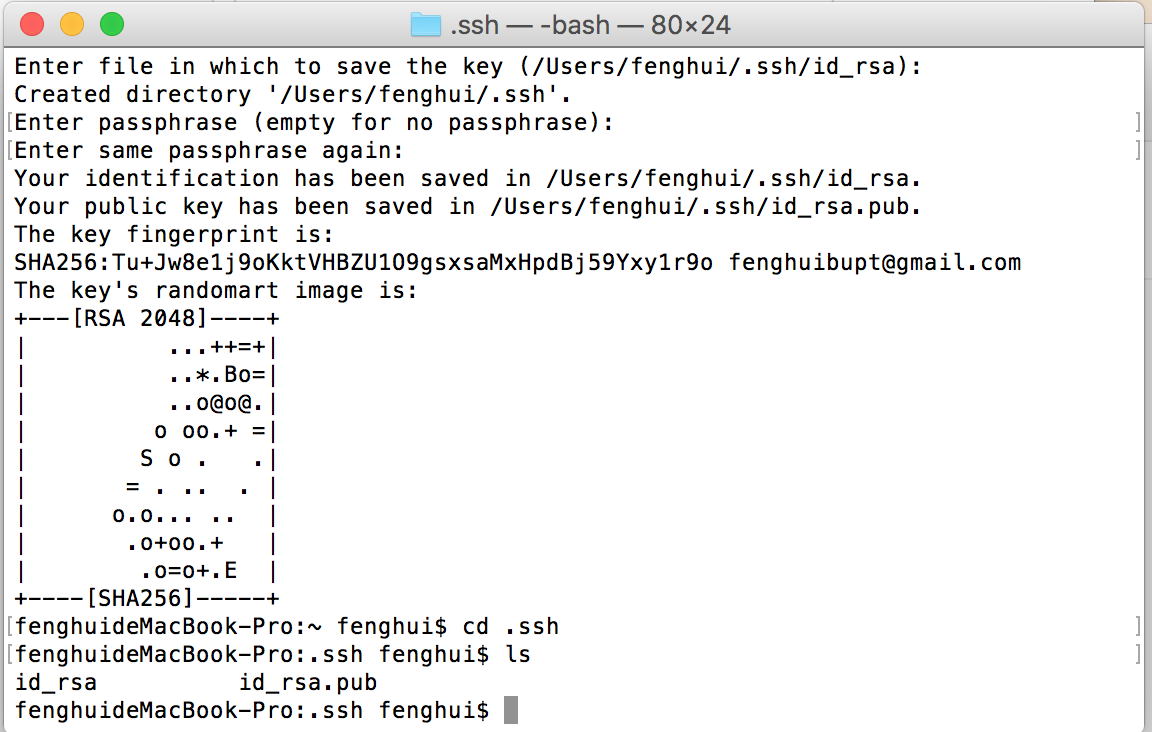 .ssh — -bash — 80×24
Enter file in which to save the key (/Users/fenghui/.ssh/id_rsa):
Created directory '/Users/fenghui/.ssh'.
[Enter passphrase (empty for no passphrase): ]
[Enter same passphrase again: ]
Your identification has been saved in /Users/fenghui/.ssh/id_rsa.
Your public key has been saved in /Users/fenghui/.ssh/id_rsa.pub.
The key fingerprint is:
SHA256:Tu+Jw8e1j9oKktVHBZU1O9gsxsaMxHpdBj59Yxy1r9o fenghuibupt@gmail.com
The key's randomart image is:
+---[RSA 2048]----+
|          ...++=+|
|          ..*.Bo=|
|          ..o@o@.|
|         o oo.+ =|
|        S o .   .|
|       = . ..  . |
|      o.o... ..  |
|       .o+oo.+   |
|        .o=o+.E  |
+----[SHA256]-----+
[fenghuideMacBook-Pro:~ fenghui$ cd .ssh ]
[fenghuideMacBook-Pro:.ssh fenghui$ ls ]
id_rsa          id_rsa.pub
fenghuideMacBook-Pro:.ssh fenghui$